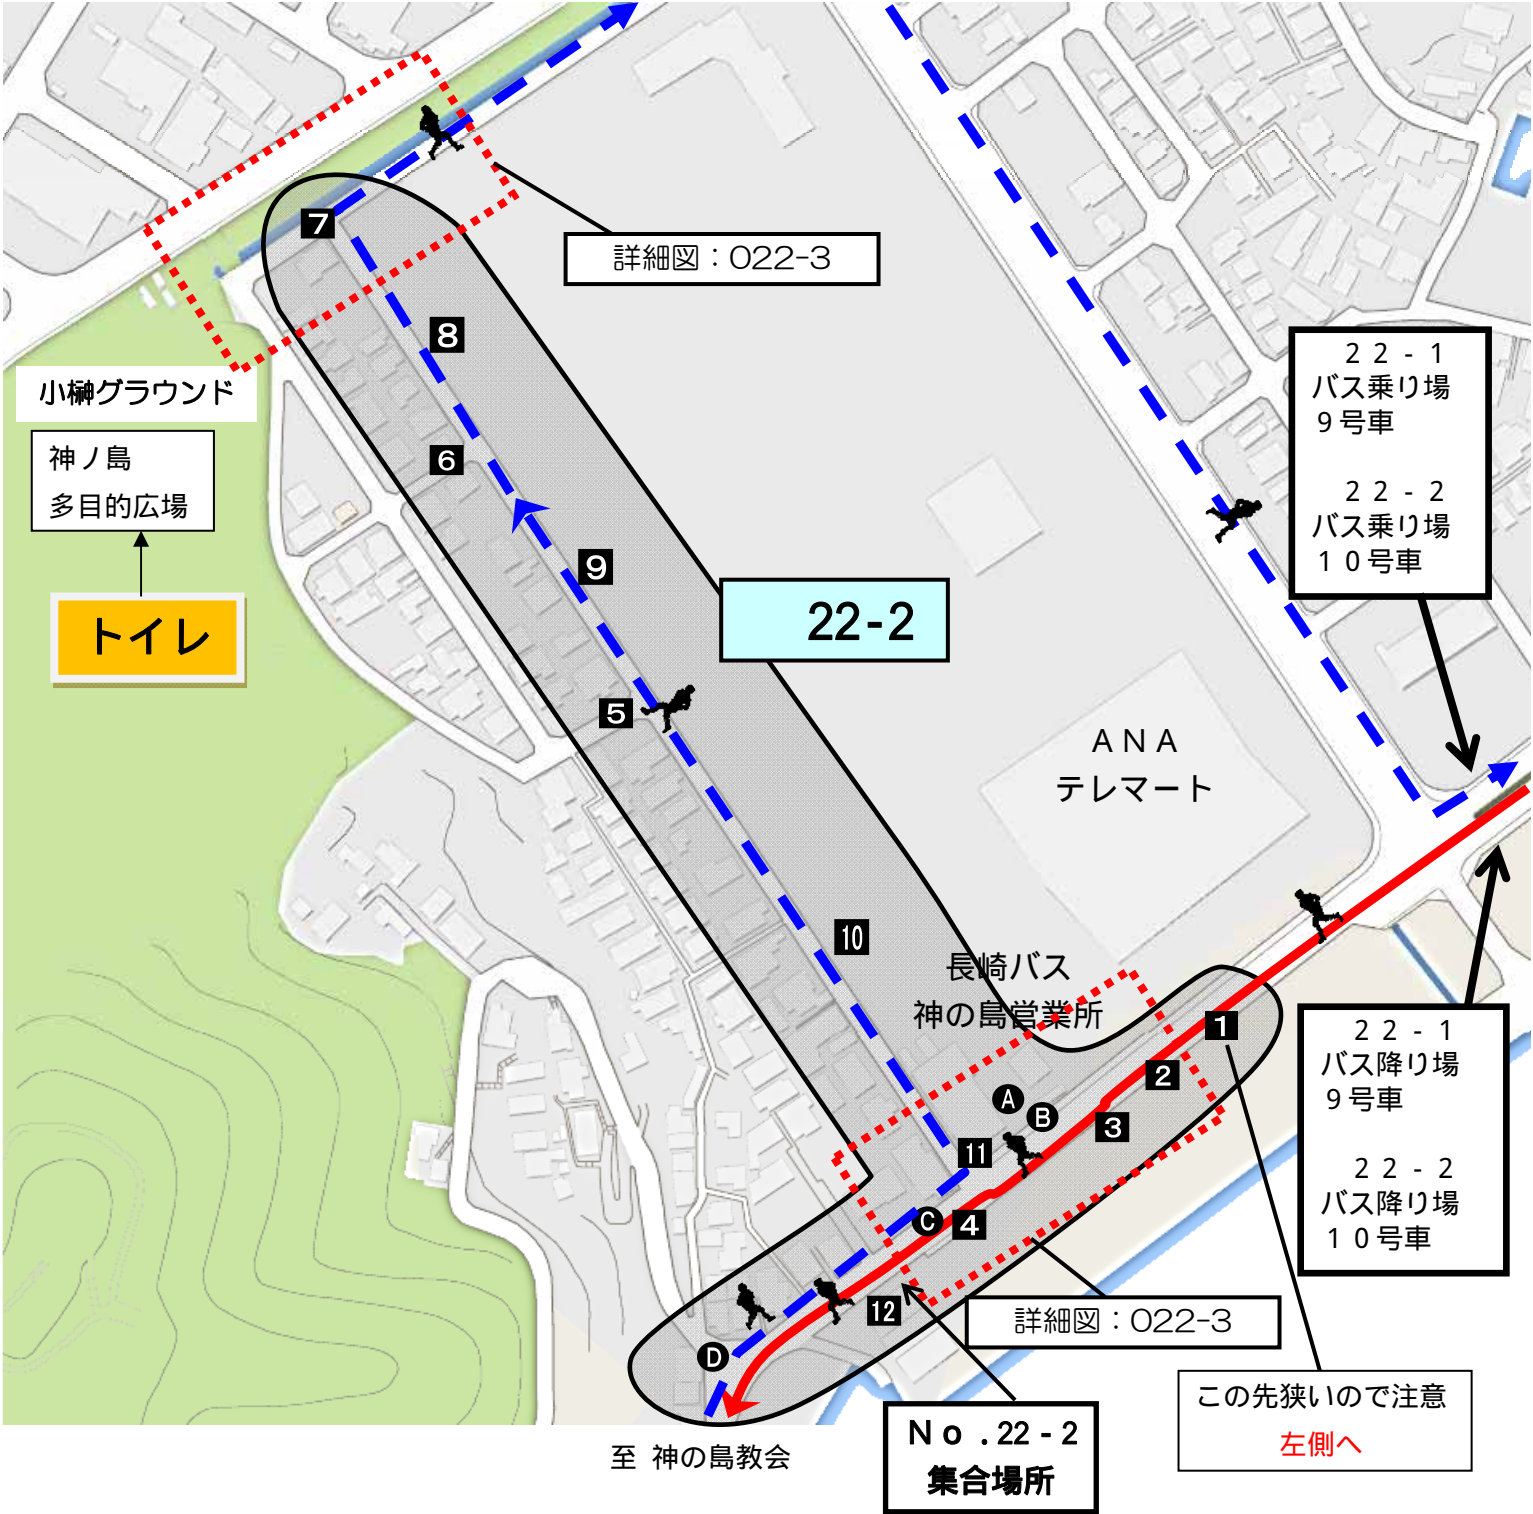 7
詳細図：022-3
8
小榊グラウンド
神ノ島
多目的広場
トイレ
6
9
22-2
5
22-1
バス乗り場
9号車
22-2
バス乗り場
10号車
ANA
テレマート
10
長崎バス
神の島営業所
1
2
3
A
B
11
C
4
12
D
22-1
バス降り場
9号車
22-2
バス降り場
10号車
詳細図：022-3
この先狭いので注意
左側へ
No.22-2
集合場所
至 神の島教会